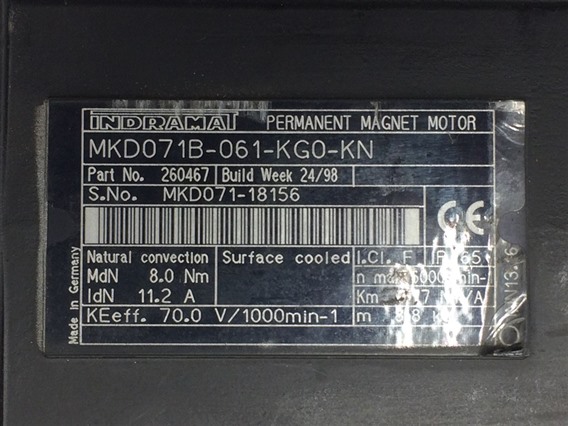 INDRAMAT PERMANENT MAGNET MOTOR
MKD071B-061-KG0-KN
Part No. 260467 Build Week 24/98
S.No. MKD071-18156
CE
Natural convection Surface cooled I.Cl. F
MdN 8.0 Nm n max
IdN 11.2 A Km
KEeff. 70.0 V/1000min-1 m
Made in Germany